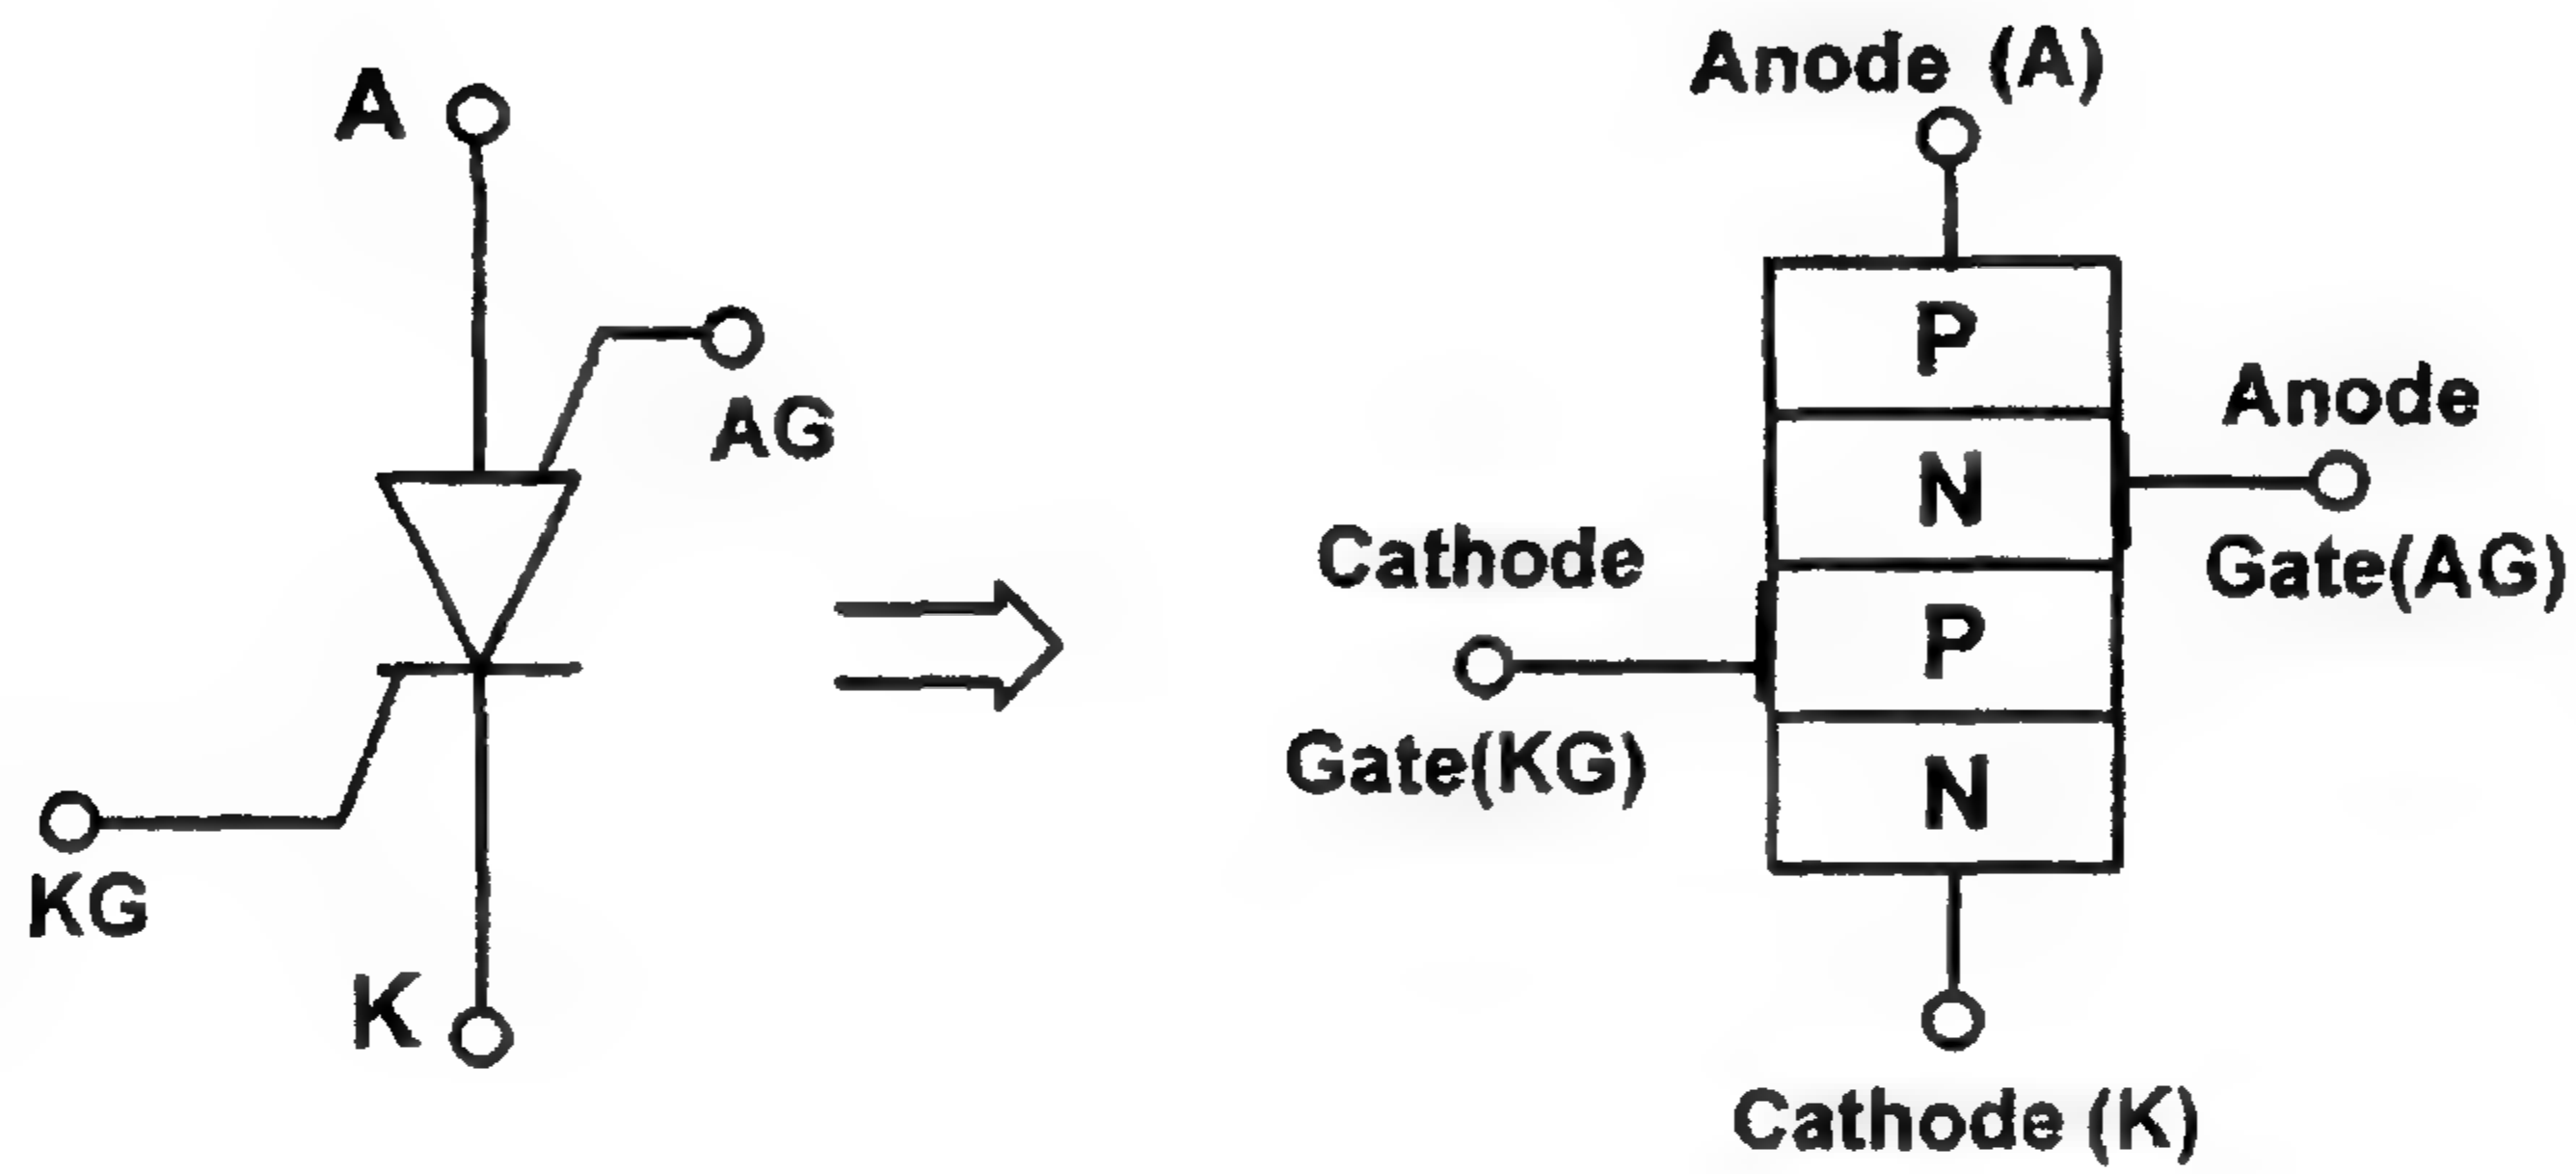 A
AG
KG
K
Anode (A)
P
N
P
N
Anode
Gate(AG)
Cathode
Gate(KG)
Cathode (K)